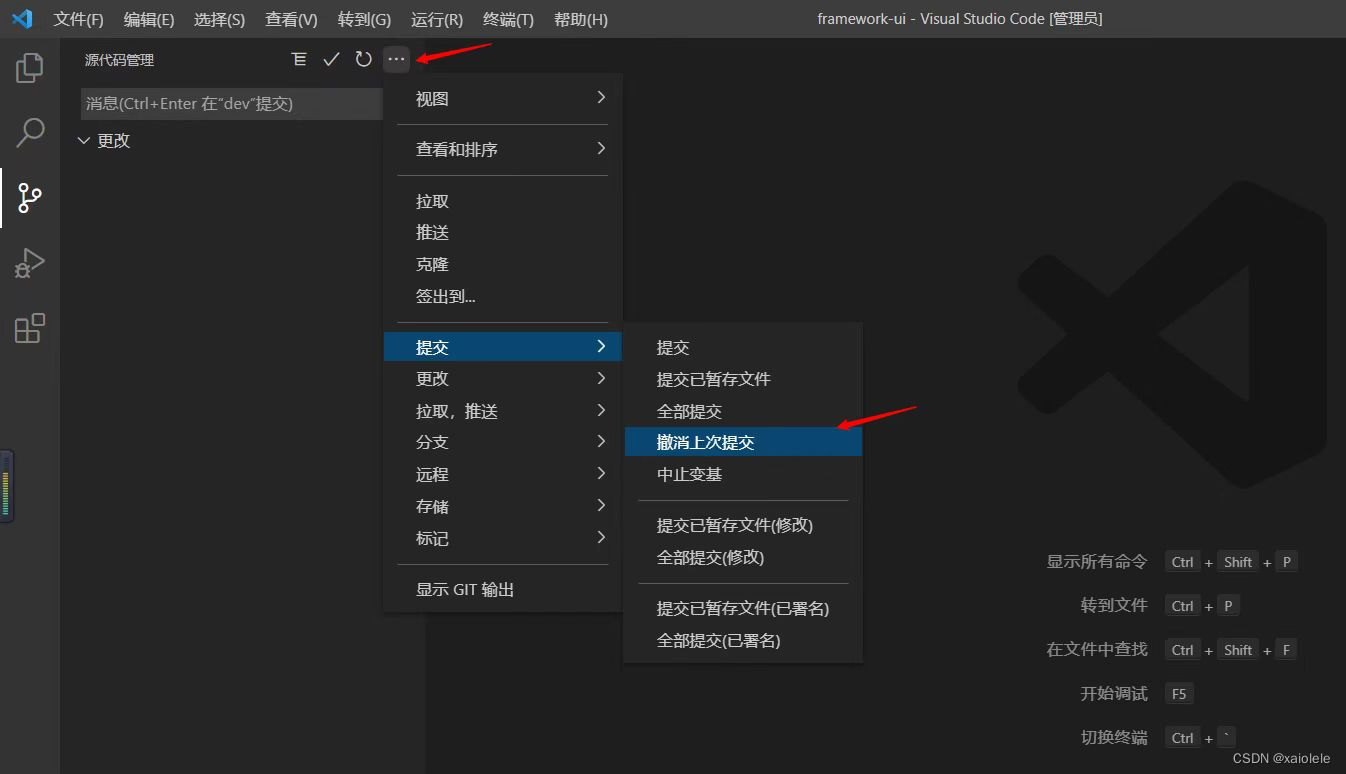 文件(F) 编辑(E) 选择(S) 查看(V) 转到(G) 运行(R) 终端(T) 帮助(H) framework-ui - Visual Studio Code [管理员]
源代码管理
消息(Ctrl+Enter 在“dev”提交)
更改
视图
查看和排序
拉取
推送
克隆
签出到...
提交
更改
拉取，推送
分支
远程
存储
标记
显示 GIT 输出
提交
提交已暂存文件
全部提交
撤消上次提交
中止变基
提交已暂存文件(修改)
全部提交(修改)
提交已暂存文件(已署名)
全部提交(已署名)
显示所有命令 Ctrl + Shift + P
转到文件 Ctrl + P
在文件中查找 Ctrl + Shift + F
开始调试 F5
切换终端 Ctrl + `
CSDN @xaiolele